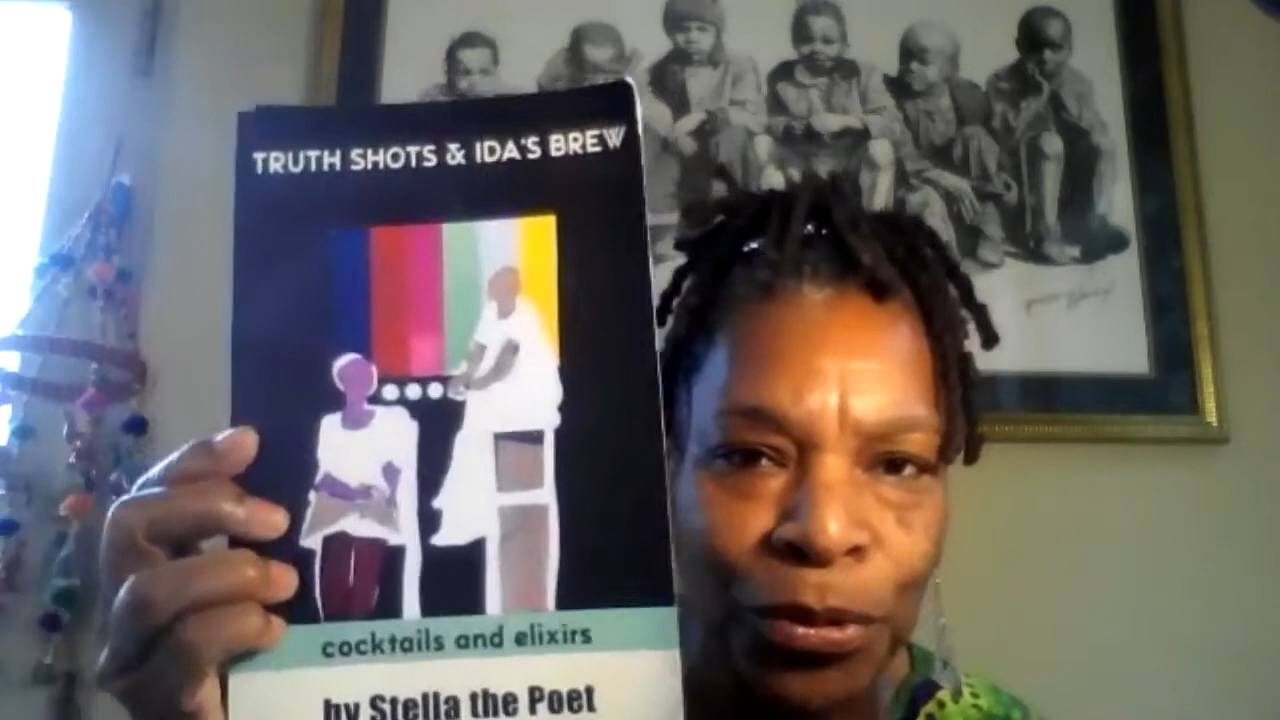 TRUTH SHOTS & IDA'S BREW
cocktails and elixirs
by Stella the Poet